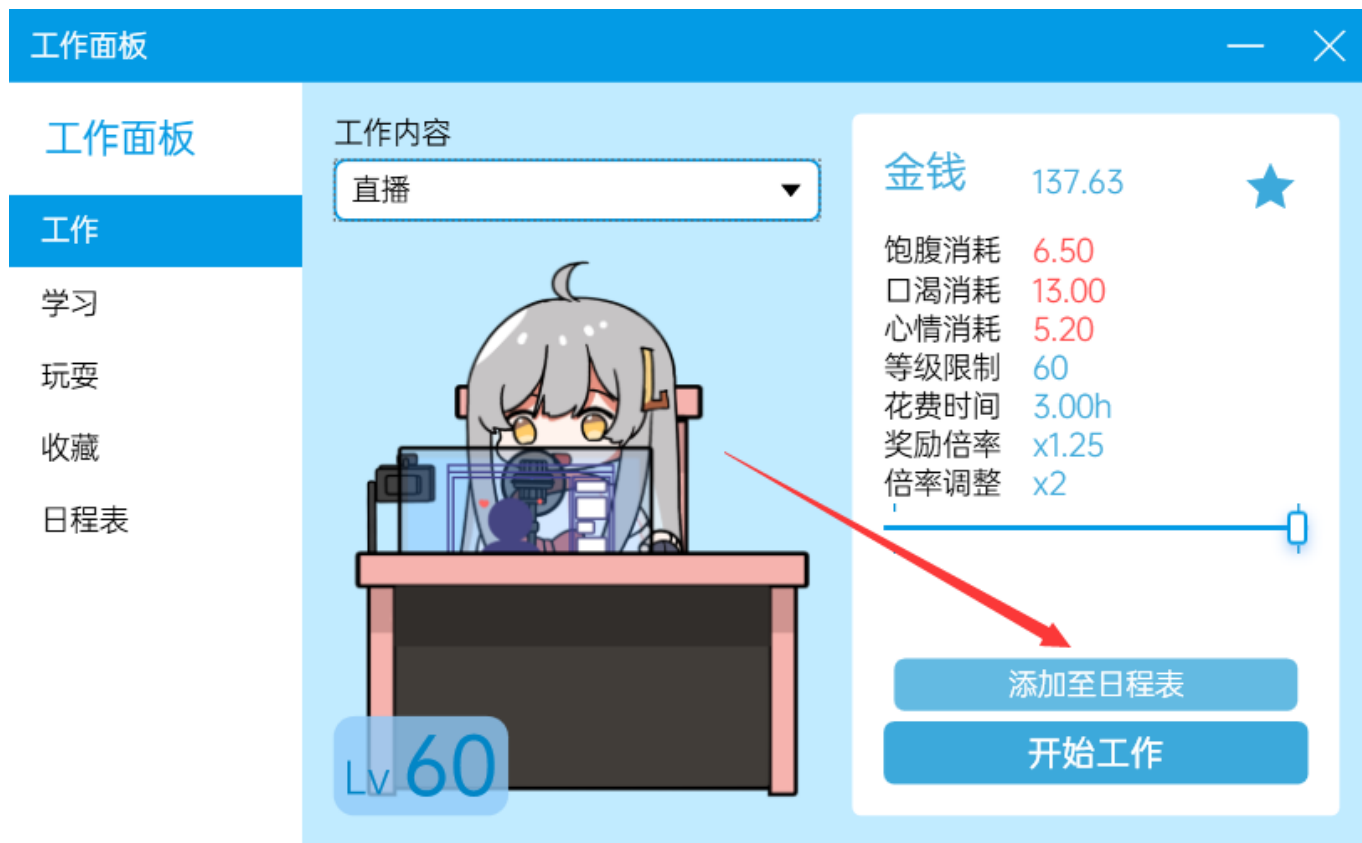 工作面板
工作面板
工作
学习
玩耍
收藏
日程表
工作内容
直播
Lv 60
金钱 137.63
饱腹消耗 6.50
口渴消耗 13.00
心情消耗 5.20
等级限制 60
花费时间 3.00h
奖励倍率 x1.25
倍率调整 x2
添加至日程表
开始工作